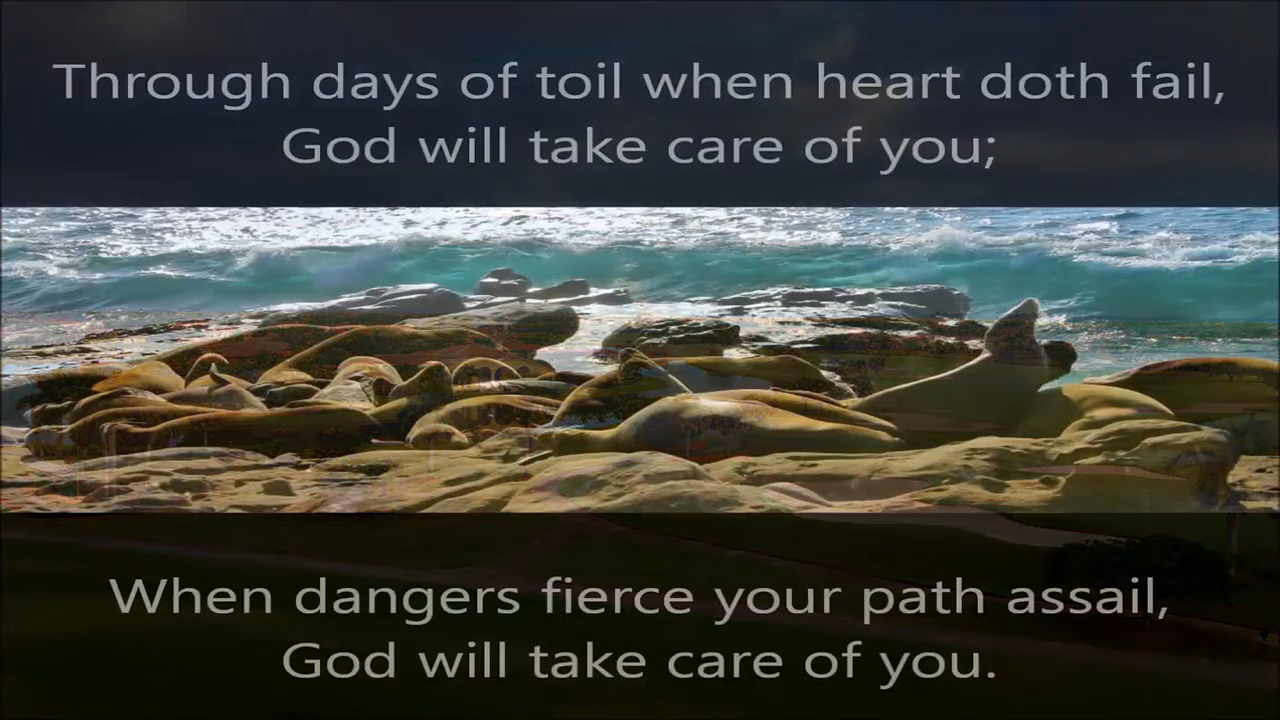 Through days of toil when heart doth fail,
God will take care of you;
When dangers fierce your path assail,
God will take care of you.